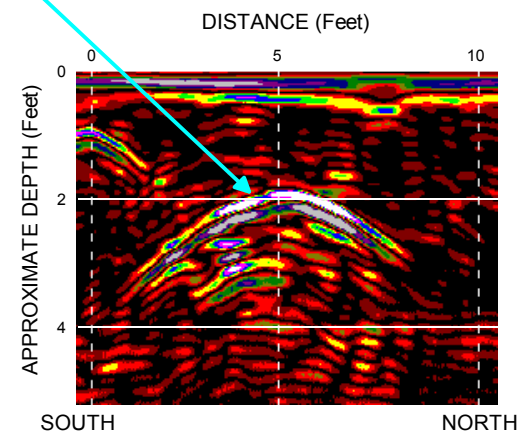 DISTANCE (Feet)
0 5 10
APPROXIMATE DEPTH (Feet)
0
2
4
SOUTH NORTH